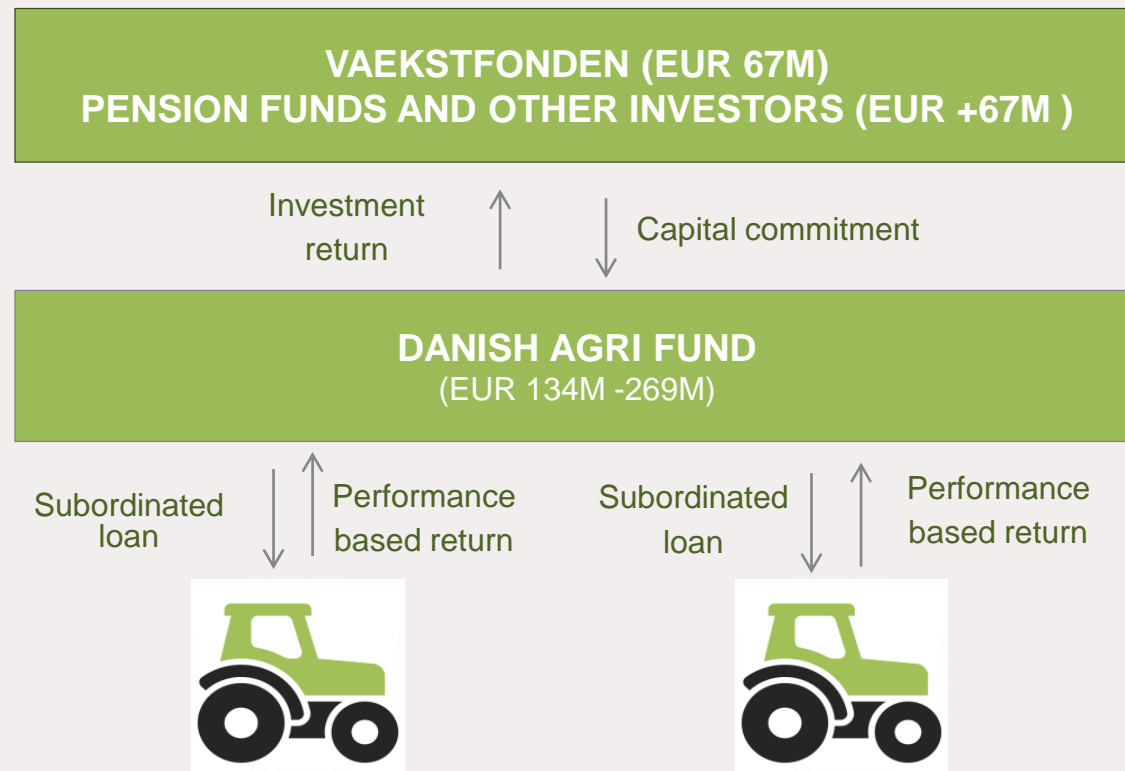 VAEKSTFONDEN (EUR 67M)
PENSION FUNDS AND OTHER INVESTORS (EUR +67M )
Investment
return
Capital commitment
DANISH AGRI FUND
(EUR 134M -269M)
Subordinated
loan
Performance
based return
Subordinated
loan
Performance
based return